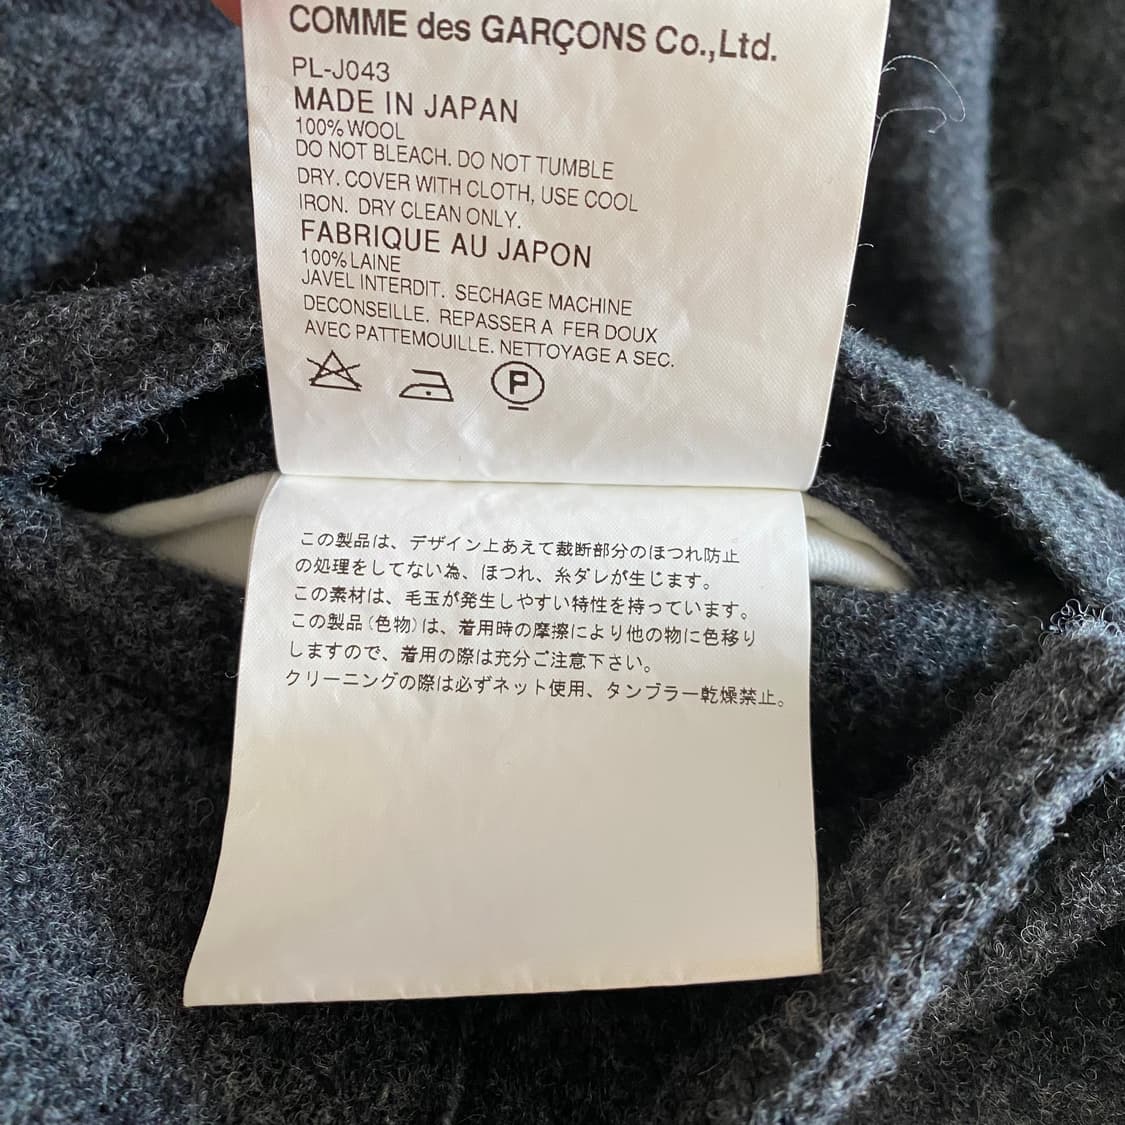 COMME des GARÇONS Co.,Ltd.
PL-J043
MADE IN JAPAN
100% WOOL
DO NOT BLEACH. DO NOT TUMBLE
DRY. COVER WITH CLOTH, USE COOL
IRON. DRY CLEAN ONLY.
FABRIQUE AU JAPON
100% LAINE
JAVEL INTERDIT. SECHAGE MACHINE
DECONSEILLE. REPASSER A FER DOUX
AVEC PATTEMOUILLE. NETTOYAGE A SEC.
P
この製品は、デザイン上あえて裁断部分のほつれ防止
の処理をしてない為、ほつれ、糸ダレが生じます。
この素材は、毛玉が発生しやすい特性を持っています。
この製品(色物)は、着用時の摩擦により他の物に色移り
しますので、着用の際は充分ご注意下さい。
クリーニングの際は必ずネット使用、タンブラー乾燥禁止。